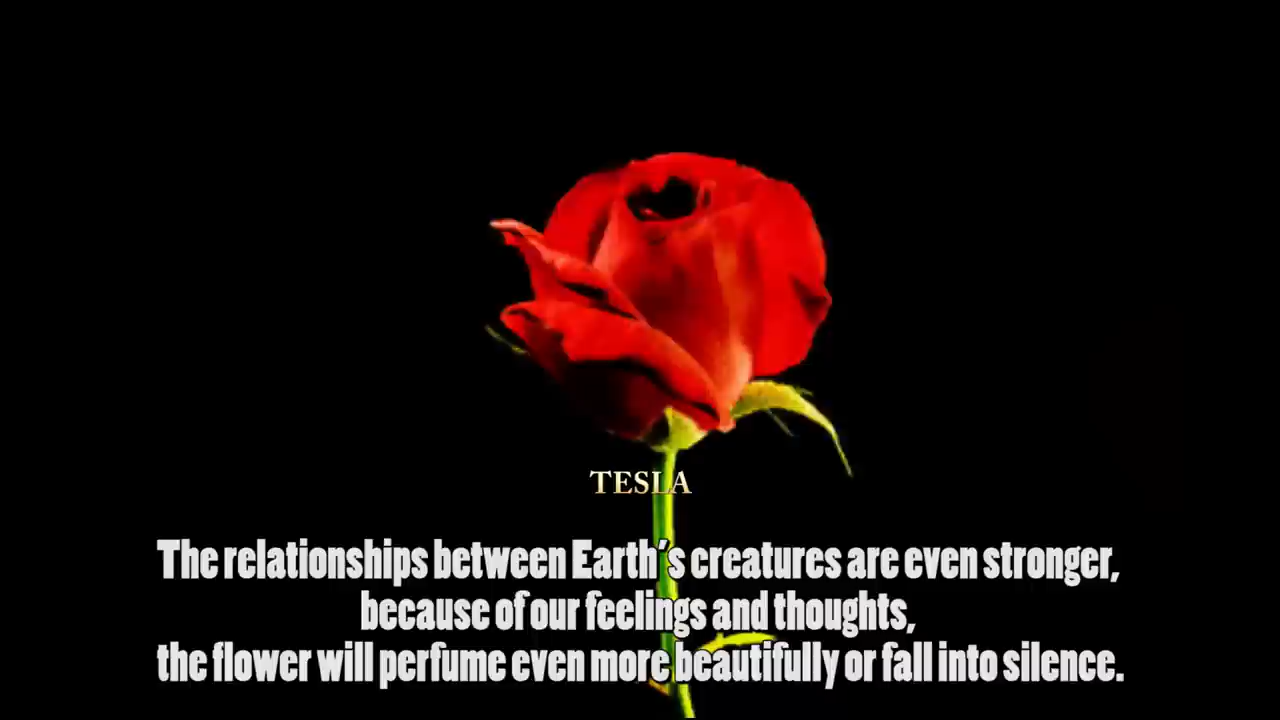 TESLA
The relationships between Earth's creatures are even stronger,
because of our feelings and thoughts,
the flower will perfume even more beautifully or fall into silence.